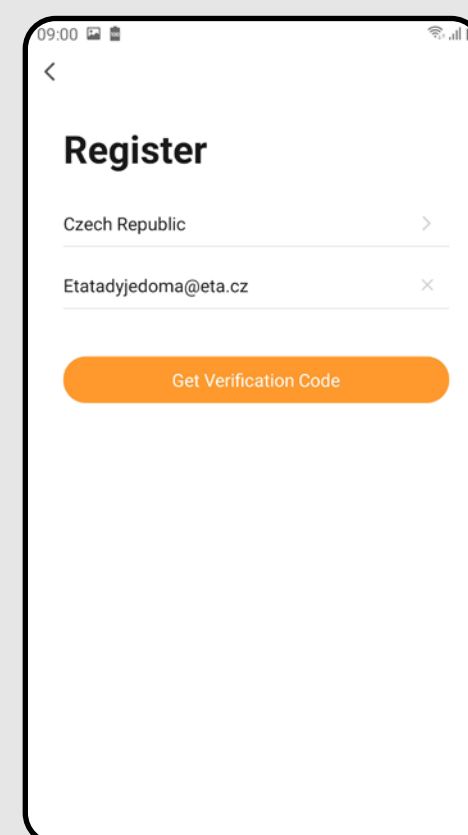 09:00
Register
Czech Republic
Etatadyjedoma@eta.cz
Get Verification Code